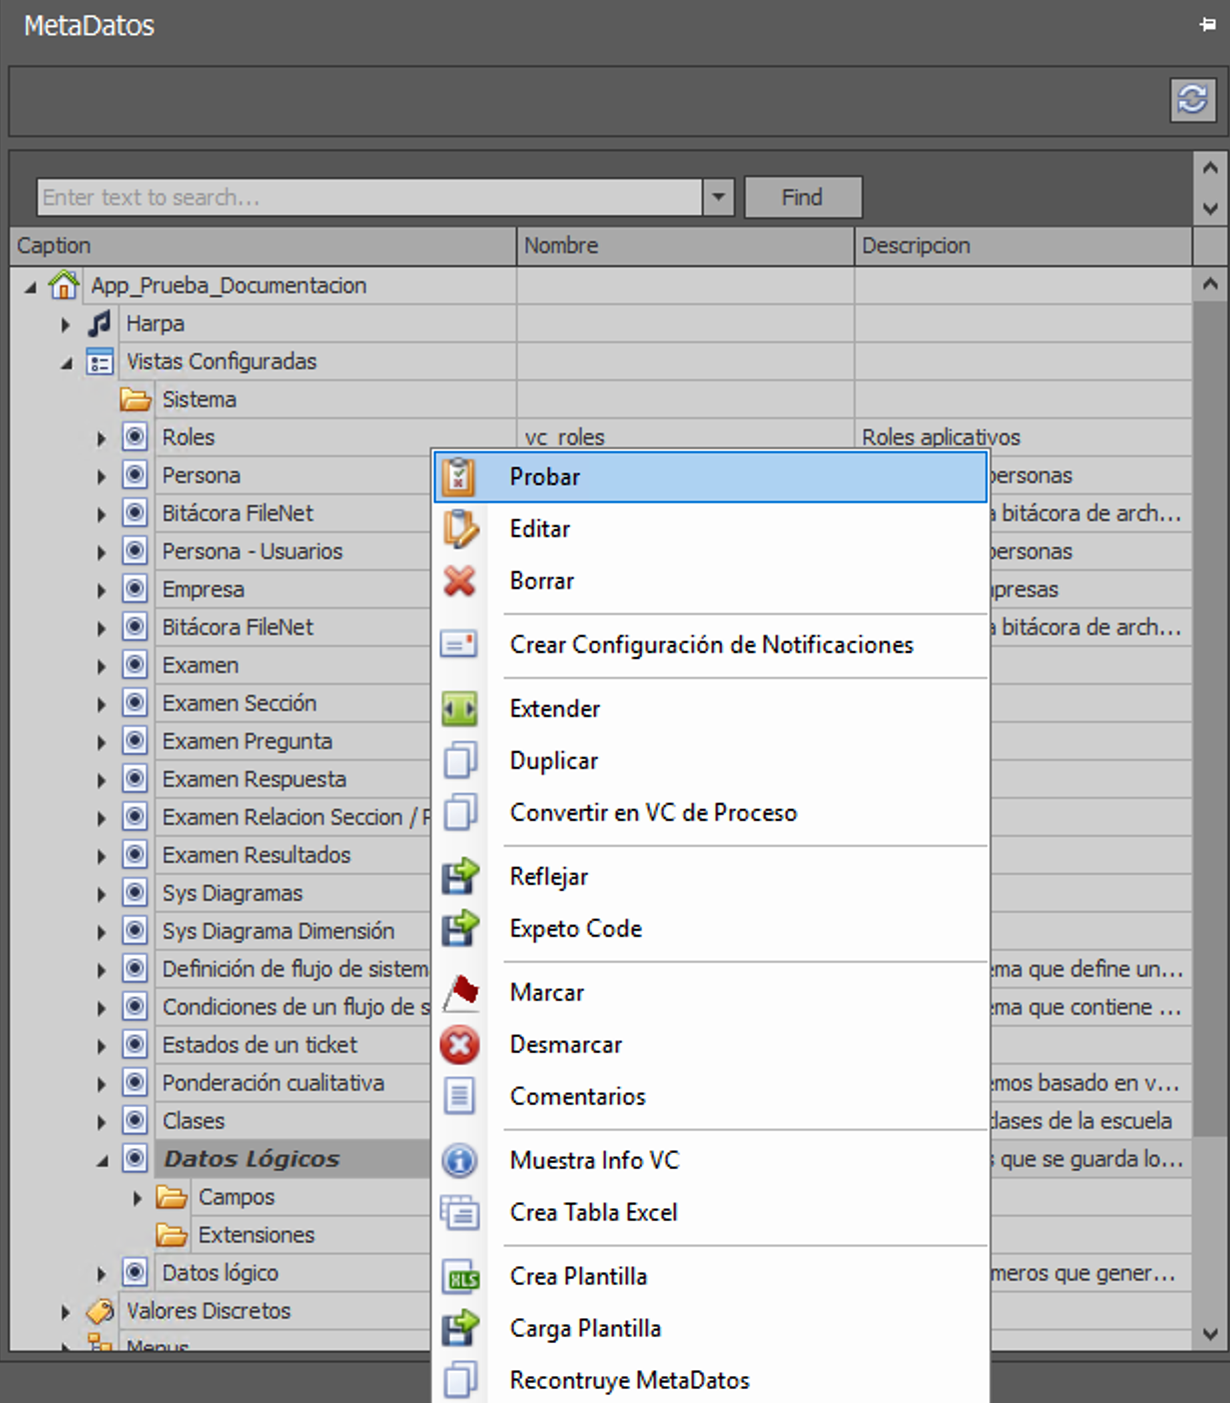 MetaDatos
Enter text to search...
Find
Caption Nombre Descripcion
App_Prueba_Documentacion
Harpa
Vistas Configuradas
Sistema
Roles vc_roles Roles aplicativos
Persona personas
Bitácora FileNet bitácora de arch...
Persona - Usuarios personas
Empresa
Bitácora FileNet bitácora de arch...
Examen
Examen Sección
Examen Pregunta
Examen Respuesta
Examen Relacion Seccion /
Examen Resultados
Sys Diagramas
Sys Diagrama Dimensión
Definición de flujo de sistem ema que define un...
Condiciones de un flujo de s ema que contiene ...
Estados de un ticket
Ponderación cualitativa emos basado en v...
Clases clases de la escuela
Datos Lógicos s que se guarda lo...
Campos
Extensiones
Datos lógico meros que gener...
Valores Discretos
Menus
Probar
Editar
Borrar
Crear Configuración de Notificaciones
Extender
Duplicar
Convertir en VC de Proceso
Reflejar
Expeto Code
Marcar
Desmarcar
Comentarios
Muestra Info VC
Crea Tabla Excel
XLS
Crea Plantilla
Carga Plantilla
Recontruye MetaDatos